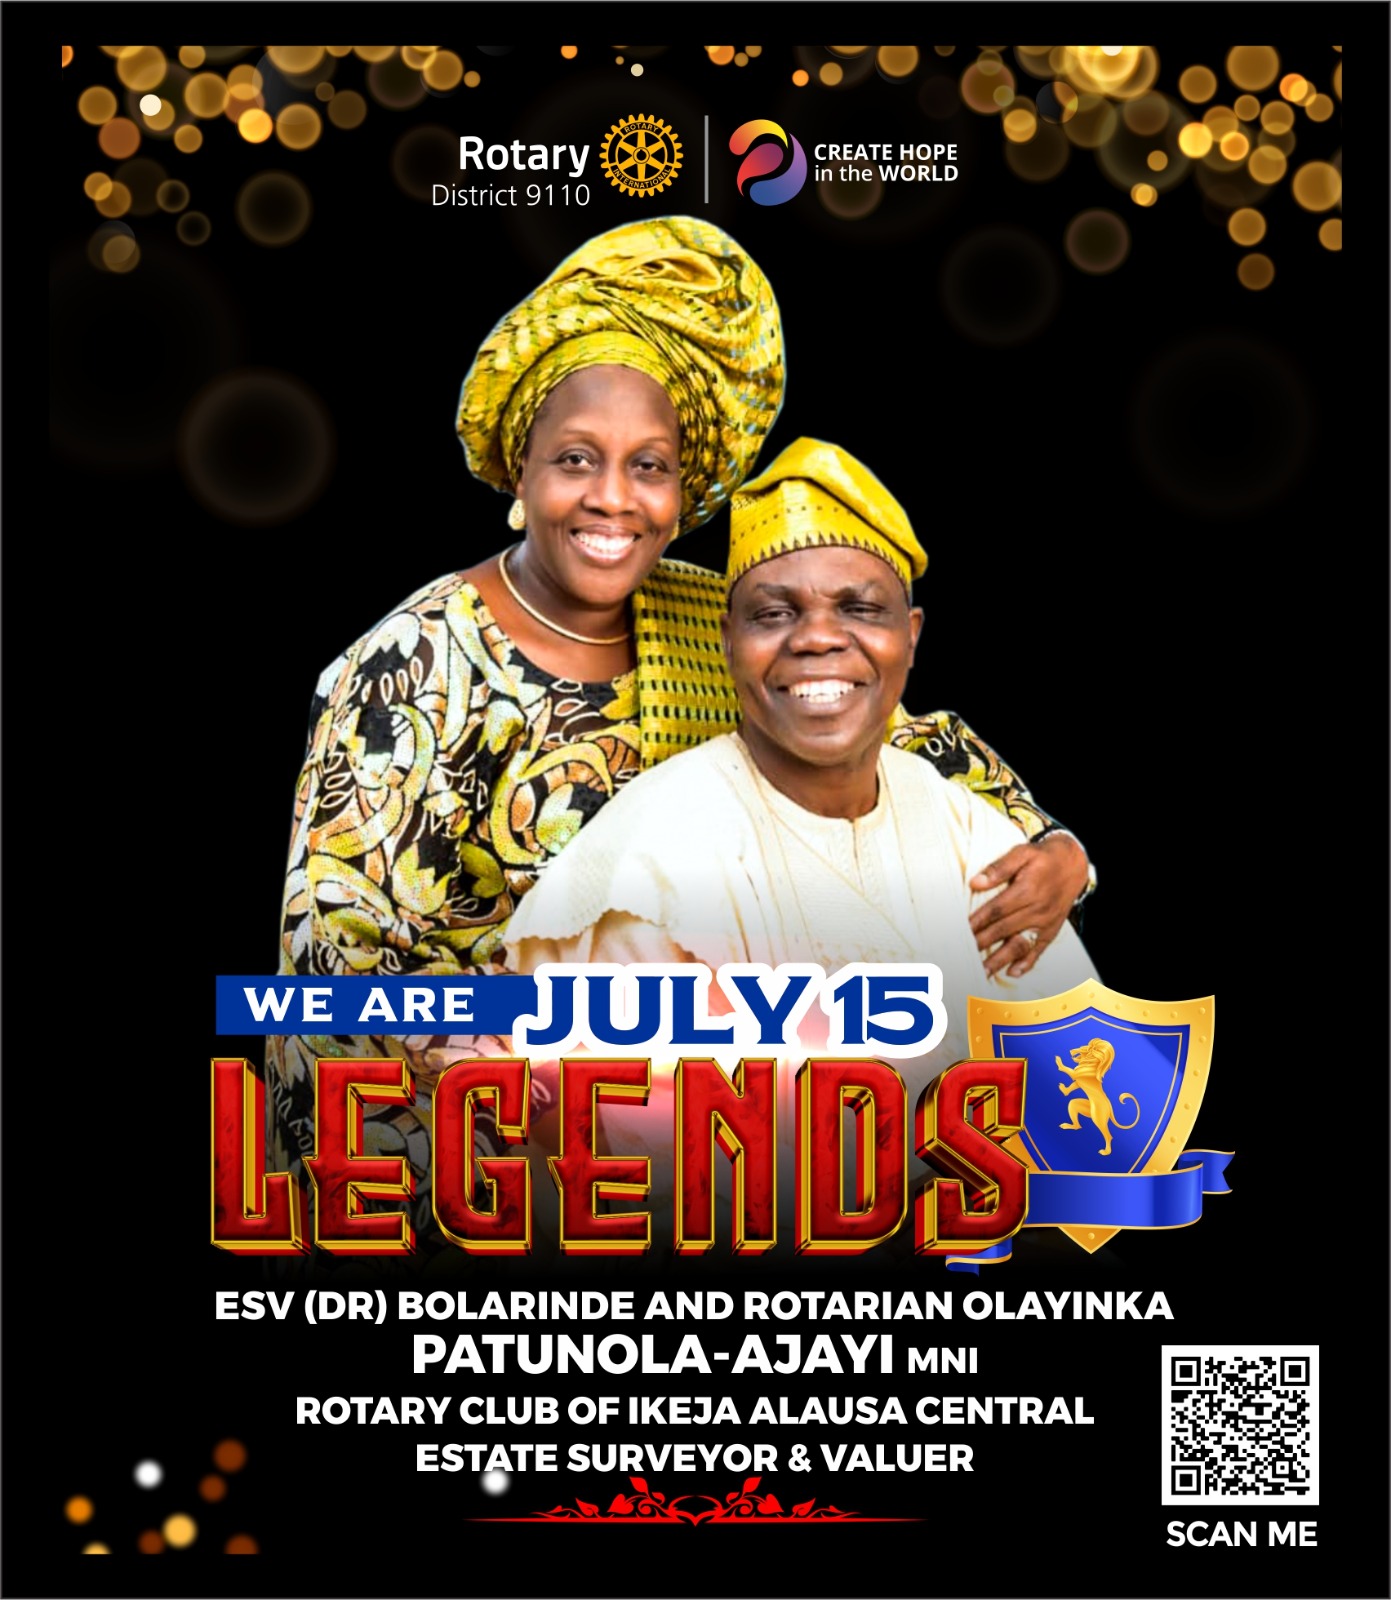 Rotary
District 9110
ROTARY
INTERNATIONAL
CREATE HOPE
in the WORLD
WE ARE JULY 15
LEGENDS
ESV (DR) BOLARINDE AND ROTARIAN OLAYINKA
PATUNOLA-AJAYI MNI
ROTARY CLUB OF IKEJA ALAUSA CENTRAL
ESTATE SURVEYOR & VALUER
SCAN ME